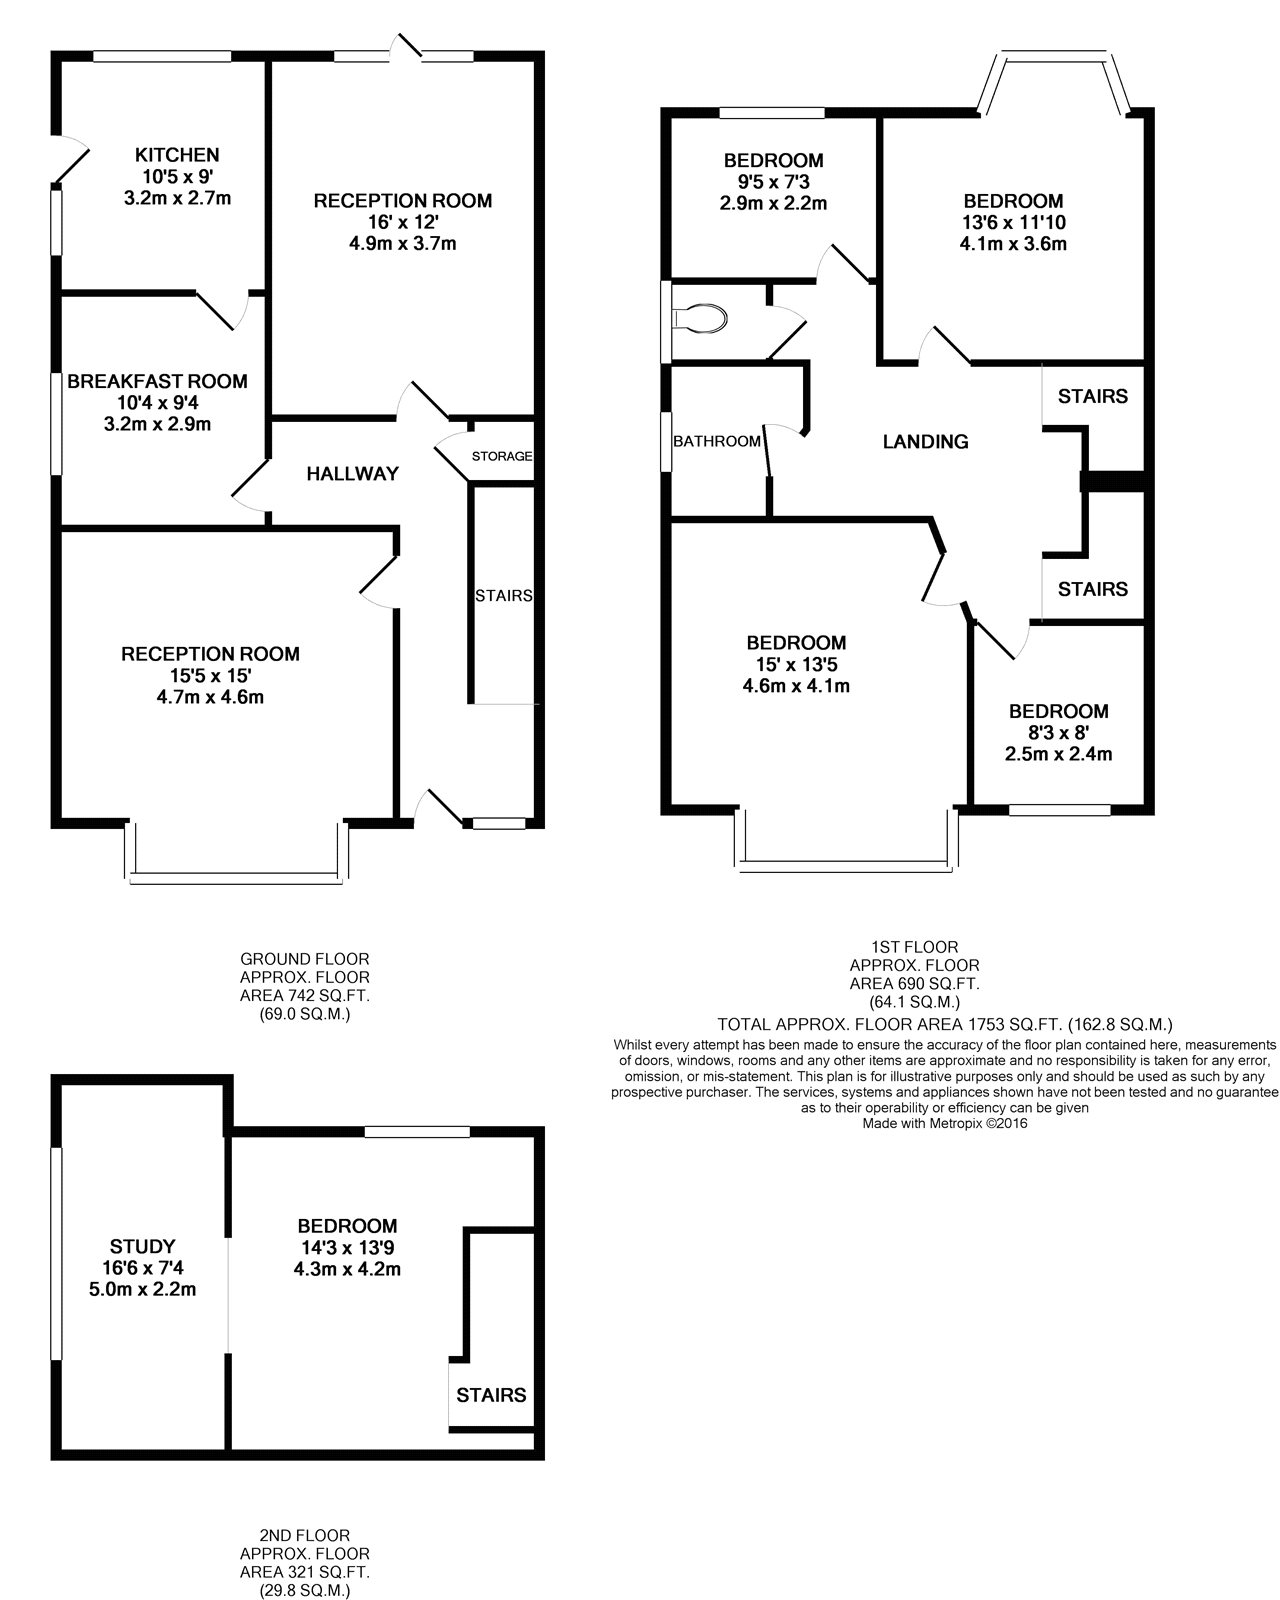 KITCHEN
10'5 x 9'
3.2m x 2.7m
RECEPTION ROOM
16' x 12'
4.9m x 3.7m
BREAKFAST ROOM
10'4 x 9'4
3.2m x 2.9m
HALLWAY
STORAGE
STAIRS
RECEPTION ROOM
15'5 x 15'
4.7m x 4.6m
GROUND FLOOR
APPROX. FLOOR
AREA 742 SQ.FT.
(69.0 SQ.M.)
BEDROOM
9'5 x 7'3
2.9m x 2.2m
BEDROOM
13'6 x 11'10
4.1m x 3.6m
STAIRS
BATHROOM
LANDING
STAIRS
BEDROOM
15' x 13'5
4.6m x 4.1m
BEDROOM
8'3 x 8'
2.5m x 2.4m
1ST FLOOR
APPROX. FLOOR
AREA 690 SQ.FT.
(64.1 SQ.M.)
TOTAL APPROX. FLOOR AREA 1753 SQ.FT. (162.8 SQ.M.)
Whilst every attempt has been made to ensure the accuracy of the floor plan contained here, measurements
of doors, windows, rooms and any other items are approximate and no responsibility is taken for any error,
omission, or mis-statement. This plan is for illustrative purposes only and should be used as such by any
prospective purchaser. The services, systems and appliances shown have not been tested and no guarantee
as to their operability or efficiency can be given
Made with Metropix ©2016
STUDY
16'6 x 7'4
5.0m x 2.2m
BEDROOM
14'3 x 13'9
4.3m x 4.2m
STAIRS
2ND FLOOR
APPROX. FLOOR
AREA 321 SQ.FT.
(29.8 SQ.M.)